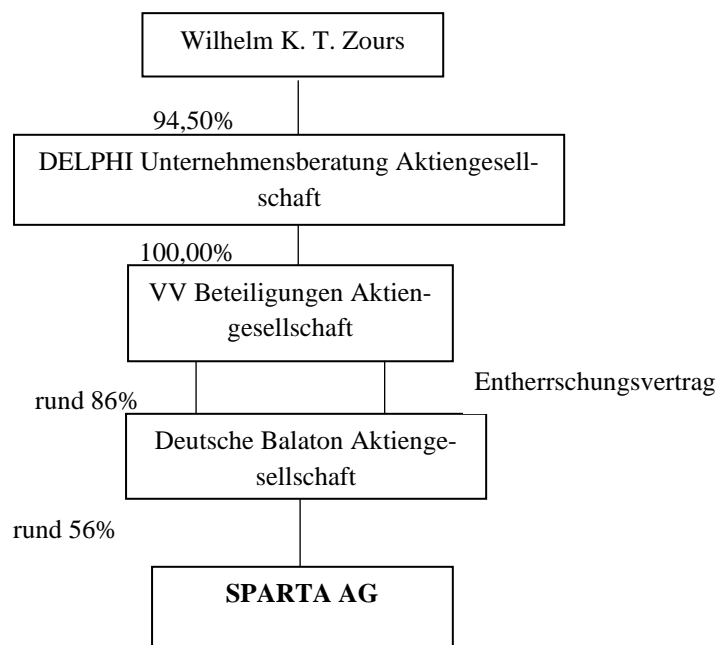 Wilhelm K. T. Zours
94,50%
DELPHI Unternehmensberatung Aktiengesell-
schaft
100,00%
VV Beteiligungen Aktien-
gesellschaft
Entherrschungsvertrag
rund 86%
Deutsche Balaton Aktienge-
sellschaft
rund 56%
SPARTA AG